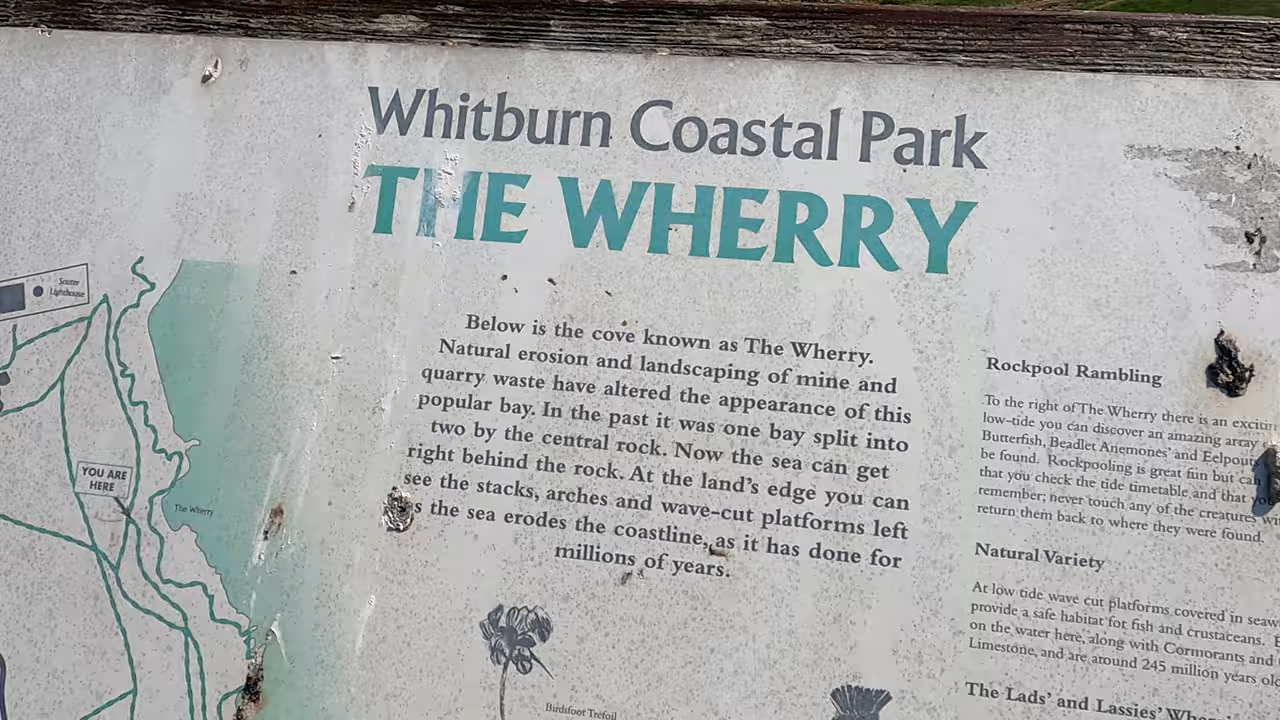 Whitburn Coastal Park
THE WHERRY
Souter
Lighthouse
YOU ARE
HERE
The Wherry
Below is the cove known as The Wherry.
Natural erosion and landscaping of mine and
quarry waste have altered the appearance of this
popular bay. In the past it was one bay split into
two by the central rock. Now the sea can get
right behind the rock. At the land's edge you can
see the stacks, arches and wave-cut platforms left
s the sea erodes the coastline, as it has done for
millions of years.
Birdsfoot Trefoil
Rockpool Rambling
To the right of The Wherry there is an
low-tide you can discover an amazing array
Butterfish, Beadlet Anemones' and Eelpout
be found. Rockpooling is great fun but can
that you check the tide timetable and that you
remember; never touch any of the creatures
return them back to where they were found.
Natural Variety
At low tide wave cut platforms covered in
provide a safe habitat for fish and crustaceans.
on the water here, along with Cormorants and
Limestone, and are around 245 million years
The Lads' and Lassies'